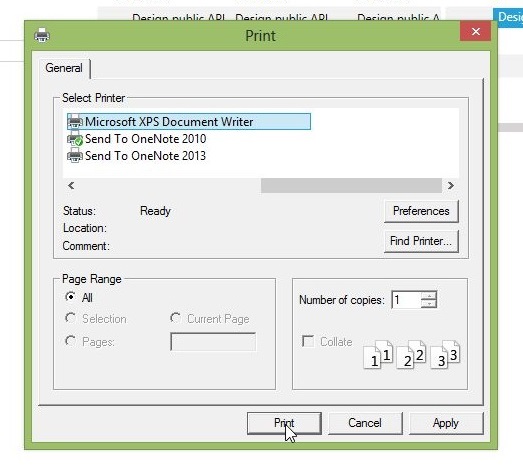 Design public API Design public API Design public A
Desig
Print
General
Select Printer
Microsoft XPS Document Writer
Send To OneNote 2010
Send To OneNote 2013
Status: Ready Preferences
Location:
Comment: Find Printer...
Page Range
All
Selection Current Page
Pages:
Number of copies: 1
Collate
1 1 2 2 3 3
Print Cancel Apply